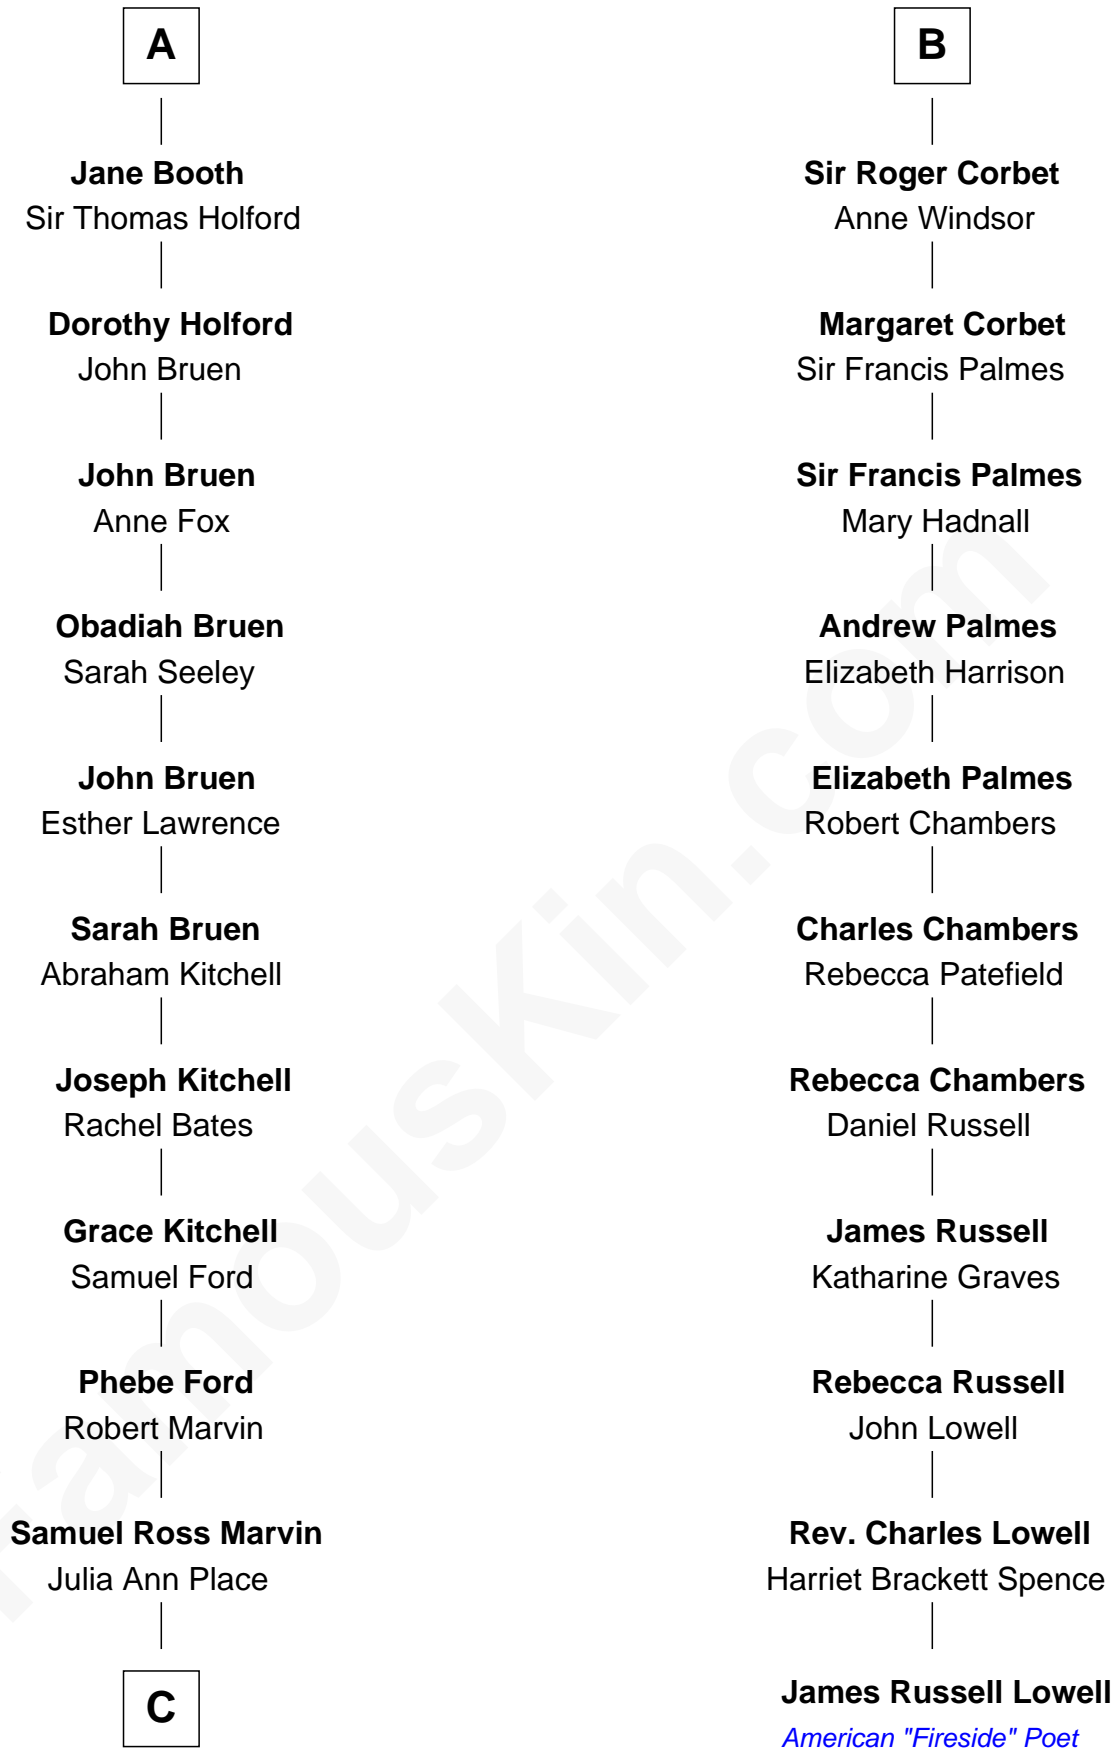 A
Jane Booth
Sir Thomas Holford
Dorothy Holford
John Bruen
John Bruen
Anne Fox
Obadiah Bruen
Sarah Seeley
John Bruen
Esther Lawrence
Sarah Bruen
Abraham Kitchell
Joseph Kitchell
Rachel Bates
Grace Kitchell
Samuel Ford
Phebe Ford
Robert Marvin
Samuel Ross Marvin
Julia Ann Place
C
B
Sir Roger Corbet
Anne Windsor
Margaret Corbet
Sir Francis Palmes
Sir Francis Palmes
Mary Hadnall
Andrew Palmes
Elizabeth Harrison
Elizabeth Palmes
Robert Chambers
Charles Chambers
Rebecca Patefield
Rebecca Chambers
Daniel Russell
James Russell
Katharine Graves
Rebecca Russell
John Lowell
Rev. Charles Lowell
Harriet Brackett Spence
James Russell Lowell
American "Fireside" Poet
FamousKin.com